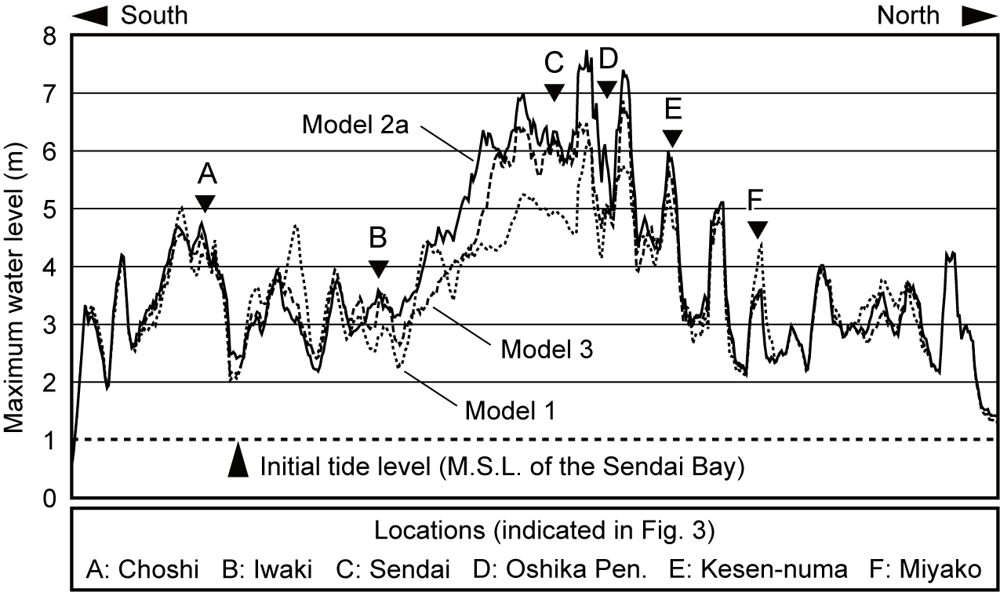 South North
8
7
6
5
4
3
2
1
0
Maximum water level (m)
A
B
C
D
E
F
Model 2a
Model 3
Model 1
Initial tide level (M.S.L. of the Sendai Bay)
Locations (indicated in Fig. 3)
A: Choshi B: Iwaki C: Sendai D: Oshika Pen. E: Kesen-numa F: Miyako